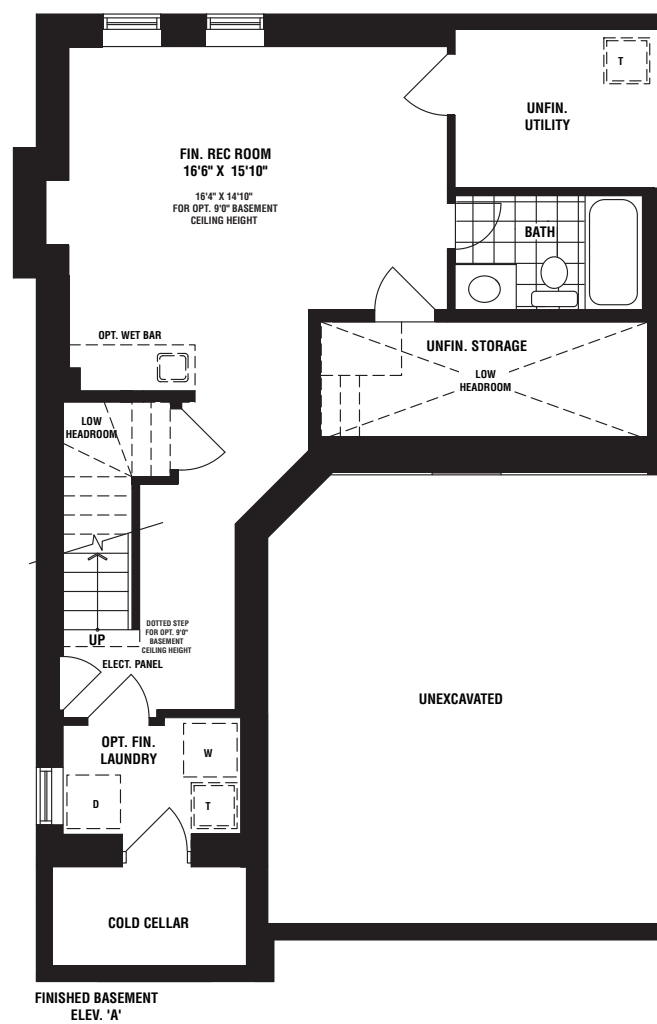 T
UNFIN.
UTILITY
FIN. REC ROOM
16'6" X 15'10"
16'4" X 14'10"
FOR OPT. 9'0" BASEMENT
CEILING HEIGHT
BATH
OPT. WET BAR
UNFIN. STORAGE
LOW
HEADROOM
LOW
HEADROOM
DOTTED STEP
FOR OPT. 9'0"
BASEMENT
CEILING HEIGHT
UP
ELECT. PANEL
UNEXCAVATED
OPT. FIN.
LAUNDRY
W
D
T
COLD CELLAR
FINISHED BASEMENT
ELEV. 'A'